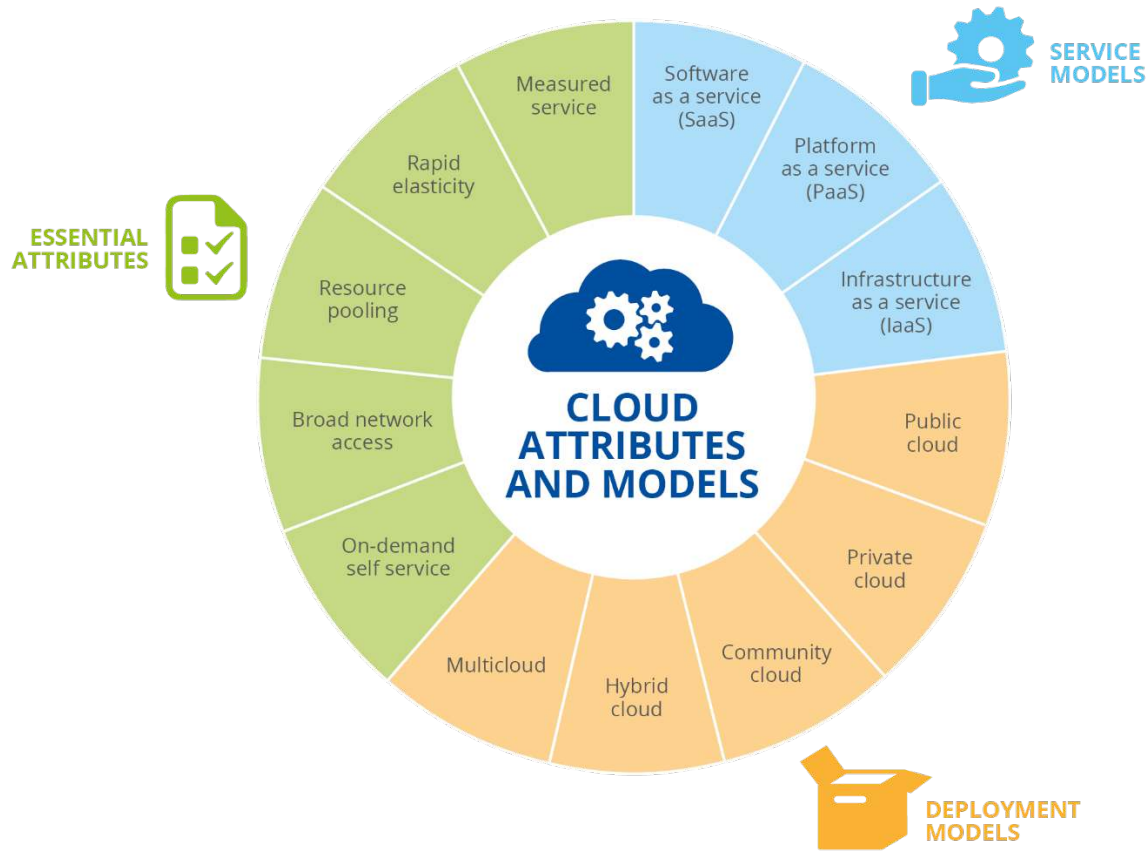 SERVICE
MODELS
Software
as a service
(SaaS)
Platform
as a service
(PaaS)
Infrastructure
as a service
(IaaS)
Public
cloud
Private
cloud
Community
cloud
Hybrid
cloud
Multicloud
DEPLOYMENT
MODELS
On-demand
self service
Broad network
access
Resource
pooling
Rapid
elasticity
Measured
service
ESSENTIAL
ATTRIBUTES
CLOUD
ATTRIBUTES
AND MODELS